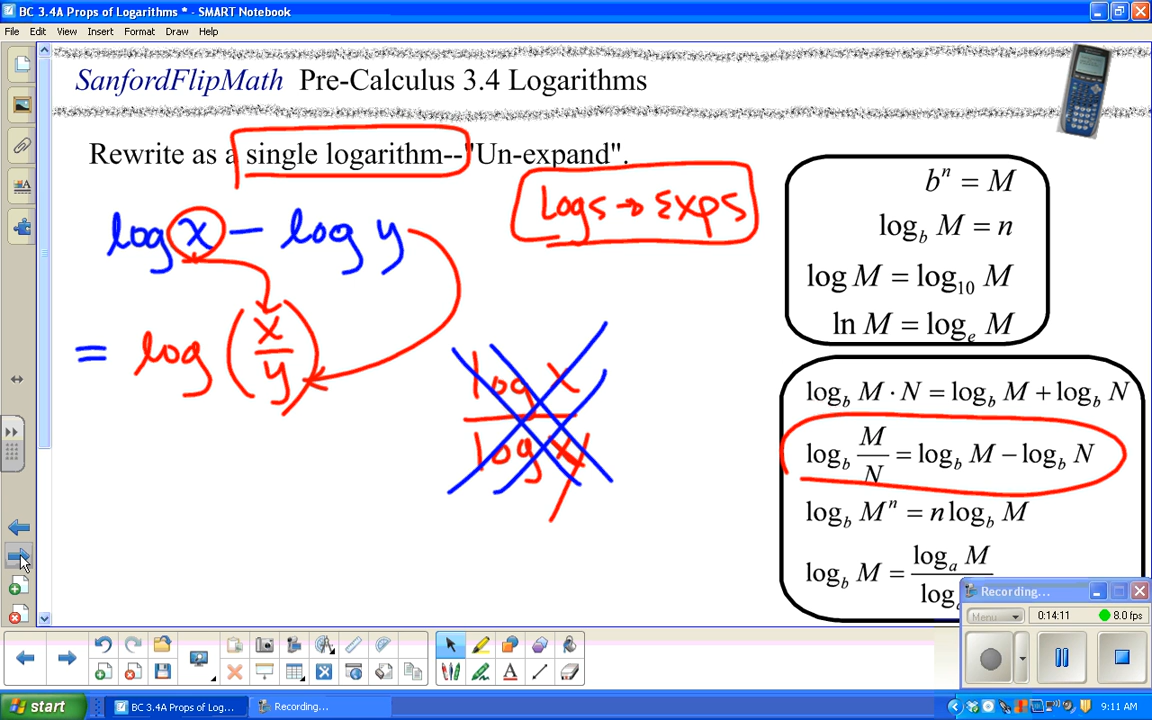 BC 3.4A Props of Logarithms * - SMART Notebook
File Edit View Insert Format Draw Help
SanfordFlipMath Pre-Calculus 3.4 Logarithms
Rewrite as a single logarithm--"Un-expand".
Logs → Exps
log x − log y
= log (x/y)
log x
log y
bⁿ = M
log_b M = n
log M = log₁₀ M
ln M = log_e M
log_b M · N = log_b M + log_b N
log_b M/N = log_b M − log_b N
log_b Mⁿ = n log_b M
log_b M = log_a M
log
Recording...
Menu 0:14:11 8.0 fps
start BC 3.4A Props of Log... Recording... 9:11 AM